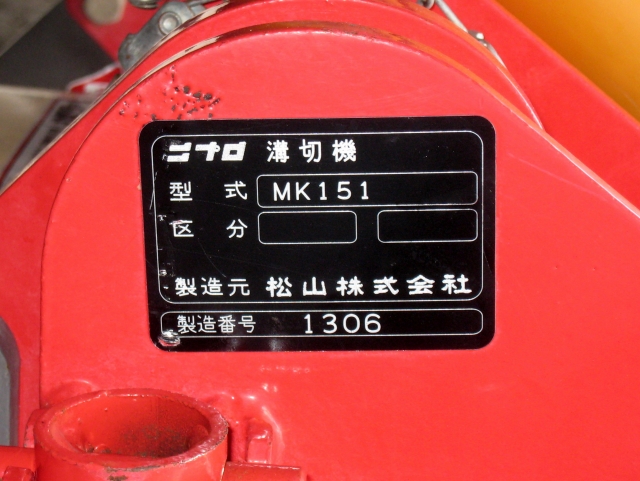 ニプロ 溝切機
型式 MK151
区分
製造元 松山株式会社
製造番号 1306